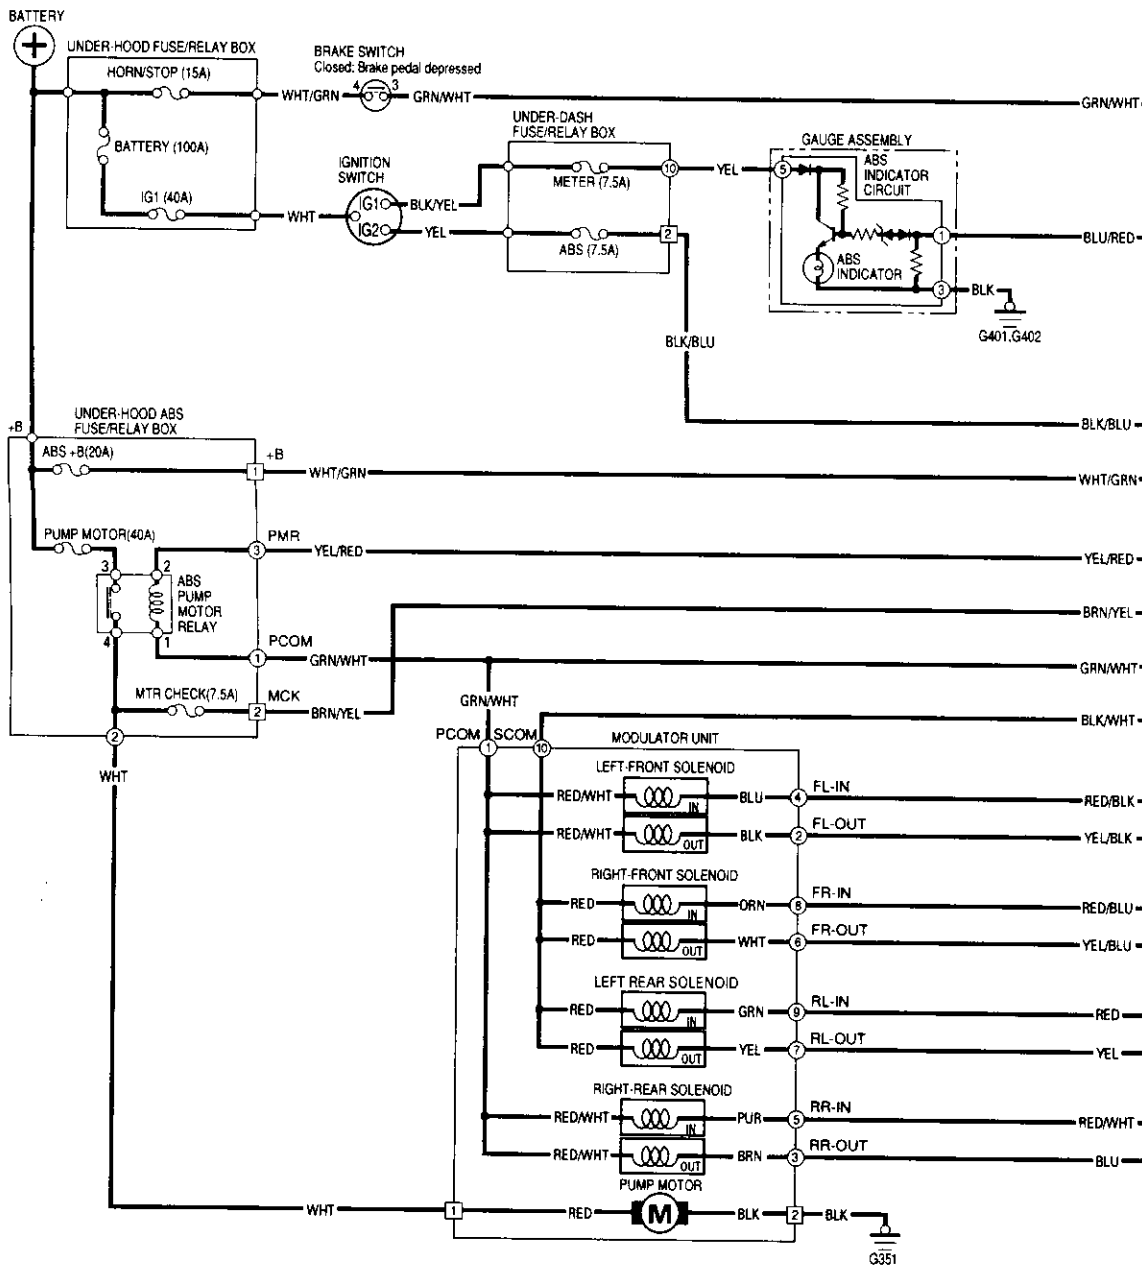 BATTERY
UNDER-HOOD FUSE/RELAY BOX
HORN/STOP (15A)
BATTERY (100A)
IG1 (40A)
WHT/GRN
BRAKE SWITCH
Closed: Brake pedal depressed
4 3
GRN/WHT
GRN/WHT
WHT
IGNITION
SWITCH
IG1
IG2
BLK/YEL
YEL
UNDER-DASH
FUSE/RELAY BOX
METER (7.5A)
10
ABS (7.5A)
2
YEL
GAUGE ASSEMBLY
5
ABS
INDICATOR
CIRCUIT
1
BLU/RED
ABS
INDICATOR
3
BLK
G401,G402
BLK/BLU
BLK/BLU
UNDER-HOOD ABS
FUSE/RELAY BOX
+B
ABS +B(20A)
1
+B
WHT/GRN
WHT/GRN
PUMP MOTOR(40A)
3
PMR
YEL/RED
YEL/RED
3 2
ABS
PUMP
MOTOR
RELAY
4 1
BRN/YEL
1
PCOM
GRN/WHT
GRN/WHT
MTR CHECK(7.5A)
2
MCK
BRN/YEL
2
WHT
GRN/WHT
BLK/WHT
PCOM
1
SCOM
10
MODULATOR UNIT
LEFT-FRONT SOLENOID
RED/WHT
IN
BLU
4
FL-IN
RED/BLK
RED/WHT
OUT
BLK
2
FL-OUT
YEL/BLK
RIGHT-FRONT SOLENOID
RED
IN
ORN
8
FR-IN
RED/BLU
RED
OUT
WHT
6
FR-OUT
YEL/BLU
LEFT REAR SOLENOID
RED
IN
GRN
9
RL-IN
RED
RED
OUT
YEL
7
RL-OUT
YEL
RIGHT-REAR SOLENOID
RED/WHT
IN
PUR
5
RR-IN
RED/WHT
RED/WHT
OUT
BRN
3
RR-OUT
BLU
PUMP MOTOR
WHT
1
RED
M
BLK
2
BLK
G351